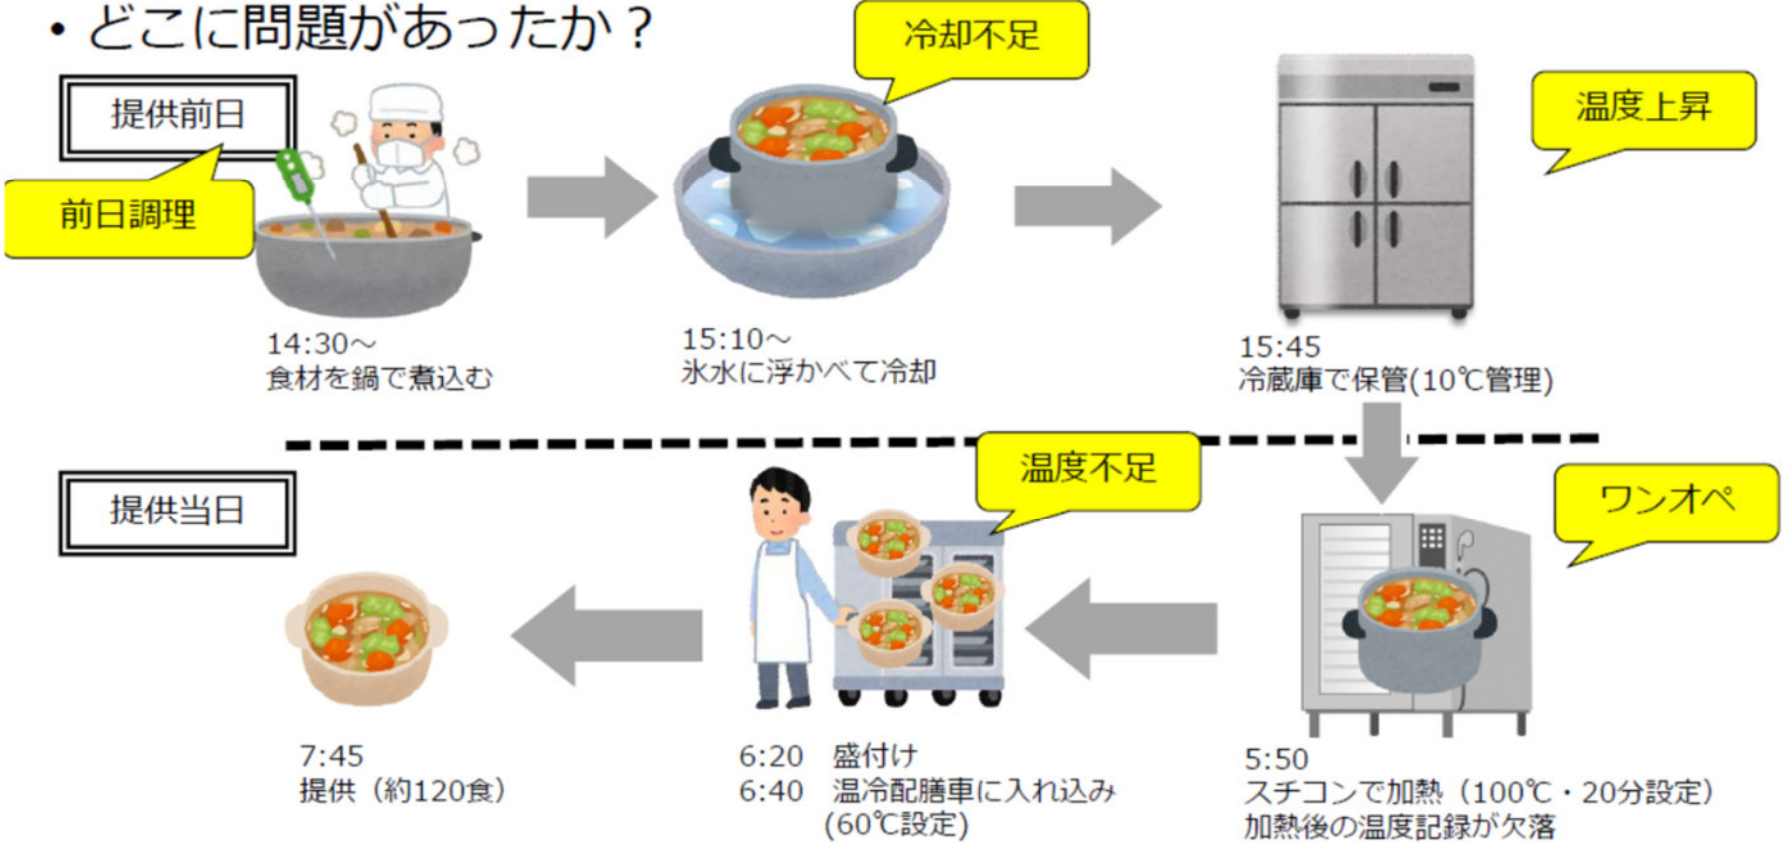 ・どこに問題があったか？
冷却不足
提供前日
温度上昇
前日調理
14:30～
食材を鍋で煮込む
15:10～
氷水に浮かべて冷却
15:45
冷蔵庫で保管(10℃管理)
温度不足
提供当日
ワンオペ
7:45
提供（約120食）
6:20　盛付け
6:40　温冷配膳車に入れ込み
(60℃設定)
5:50
スチコンで加熱（100℃・20分設定）
加熱後の温度記録が欠落